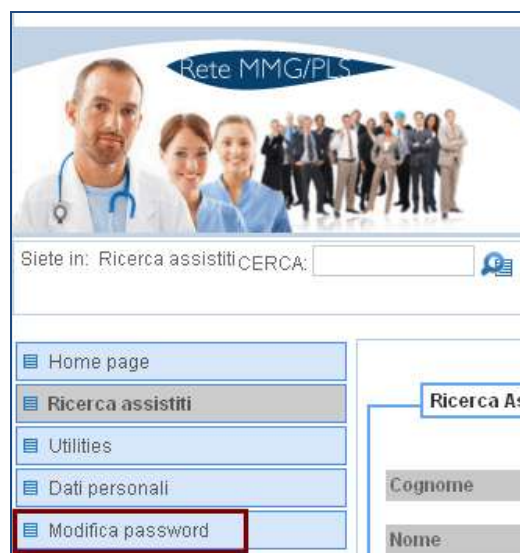 Rete MMG/PLS
Siete in: Ricerca assistiti CERCA:
Home page
Ricerca assistiti
Utilities
Dati personali
Modifica password
Ricerca As
Cognome
Nome